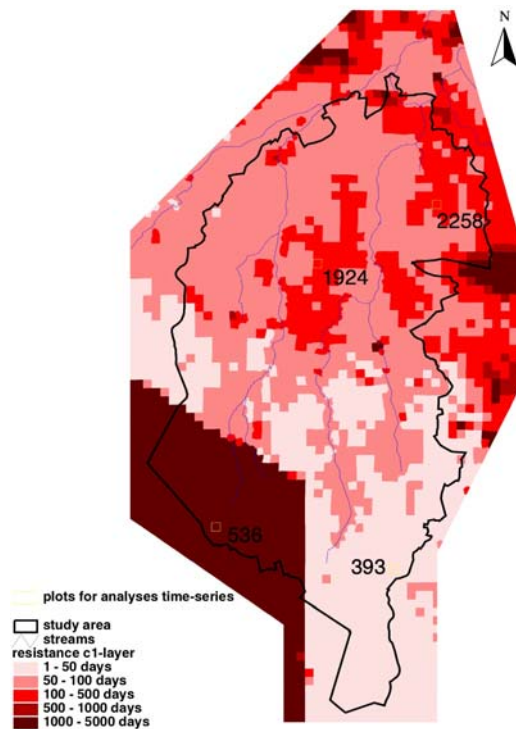 N
2258
1924
536
393
plots for analyses time-series
study area
streams
resistance c1-layer
1 - 50 days
50 - 100 days
100 - 500 days
500 - 1000 days
1000 - 5000 days